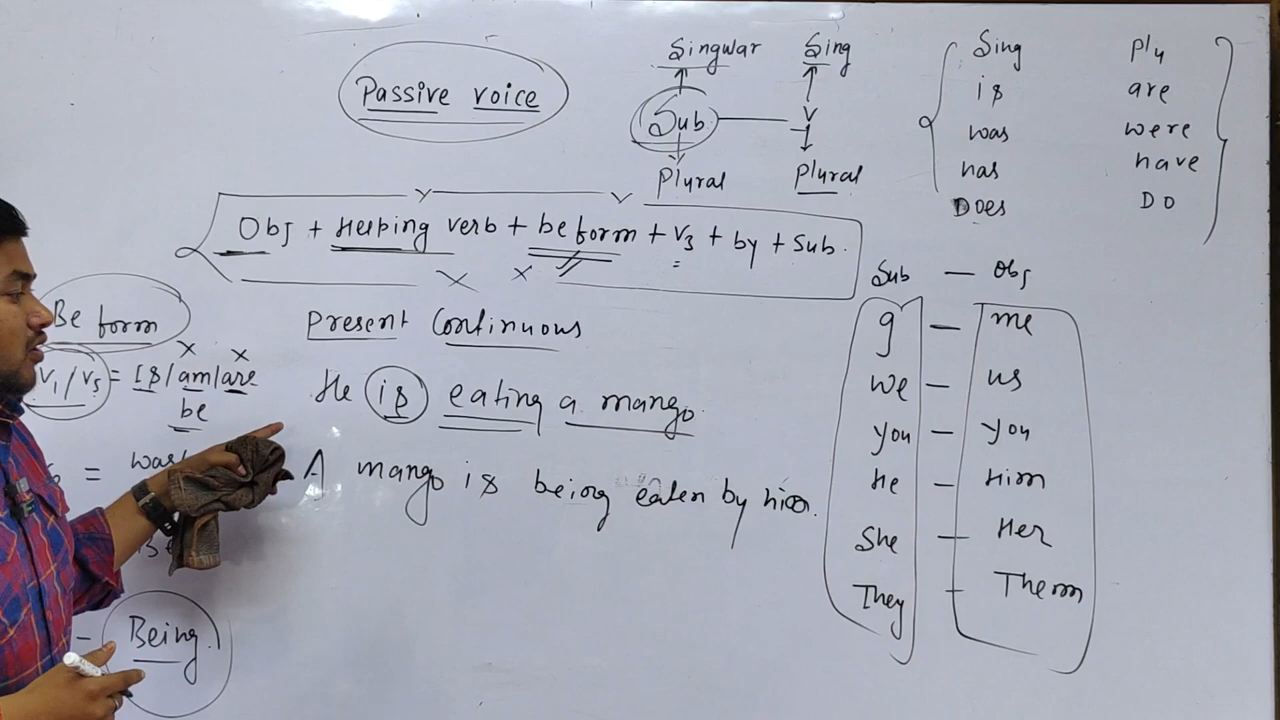 Passive voice
Singular Sing
Sub V
Plural Plural
Sing Plu
is are
was were
has have
Does Do
Obj + Helping verb + be form + V3 + by + Sub.
Sub - Obj
I - me
we - us
you - you
He - Him
She - Her
They - Them
Be form
V1/V5 = Is/am/are
be
=
Being
Present Continuous
He is eating a mango.
A mango is being eaten by him.